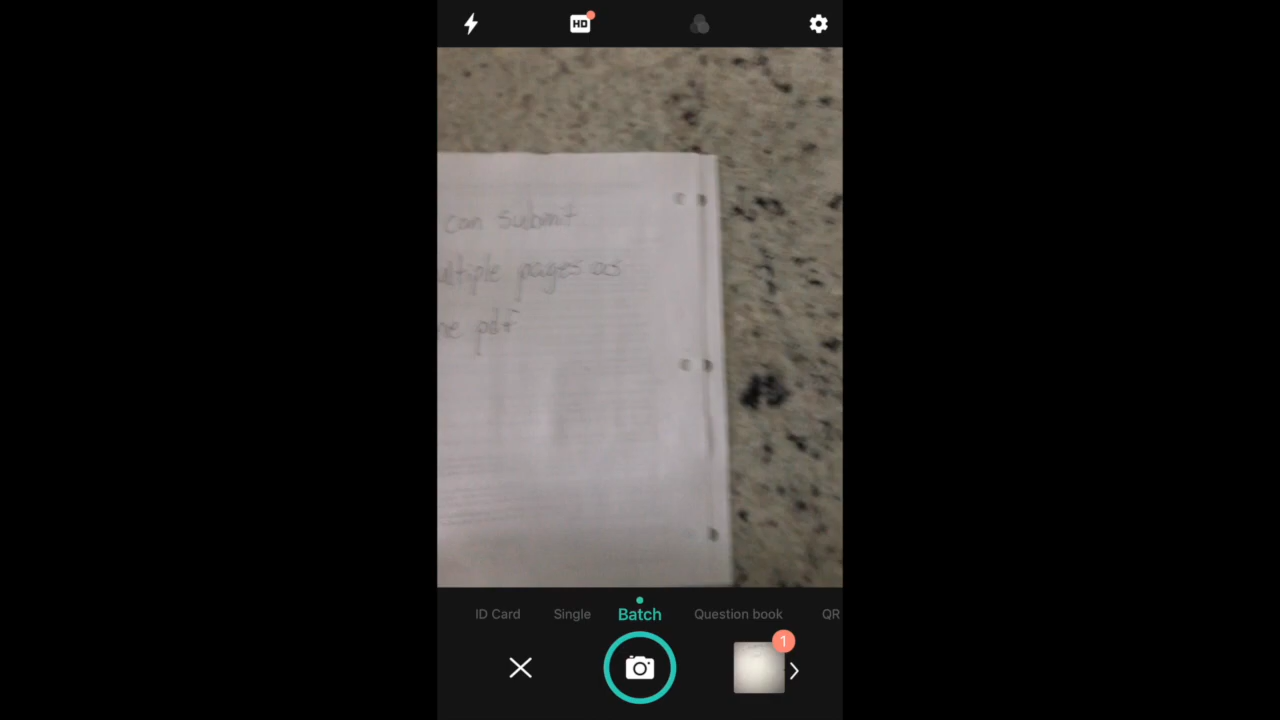 HD
can submit
ultiple pages as
ne pdf
ID Card Single Batch Question book QR
1